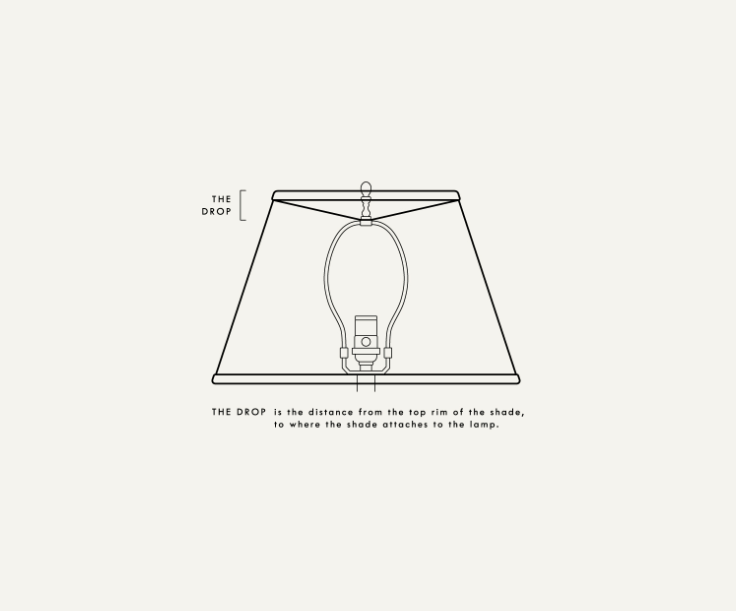 THE
DROP
THE DROP is the distance from the top rim of the shade,
to where the shade attaches to the lamp.